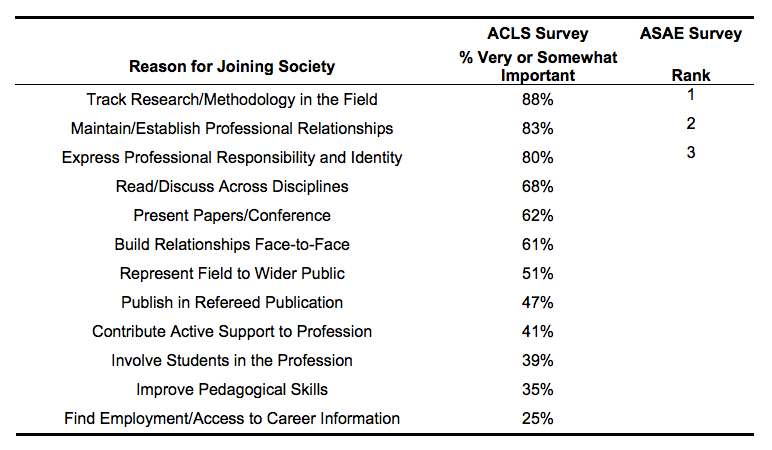 ACLS Survey ASAE Survey
Reason for Joining Society % Very or Somewhat Important Rank
Track Research/Methodology in the Field 88% 1
Maintain/Establish Professional Relationships 83% 2
Express Professional Responsibility and Identity 80% 3
Read/Discuss Across Disciplines 68%
Present Papers/Conference 62%
Build Relationships Face-to-Face 61%
Represent Field to Wider Public 51%
Publish in Refereed Publication 47%
Contribute Active Support to Profession 41%
Involve Students in the Profession 39%
Improve Pedagogical Skills 35%
Find Employment/Access to Career Information 25%